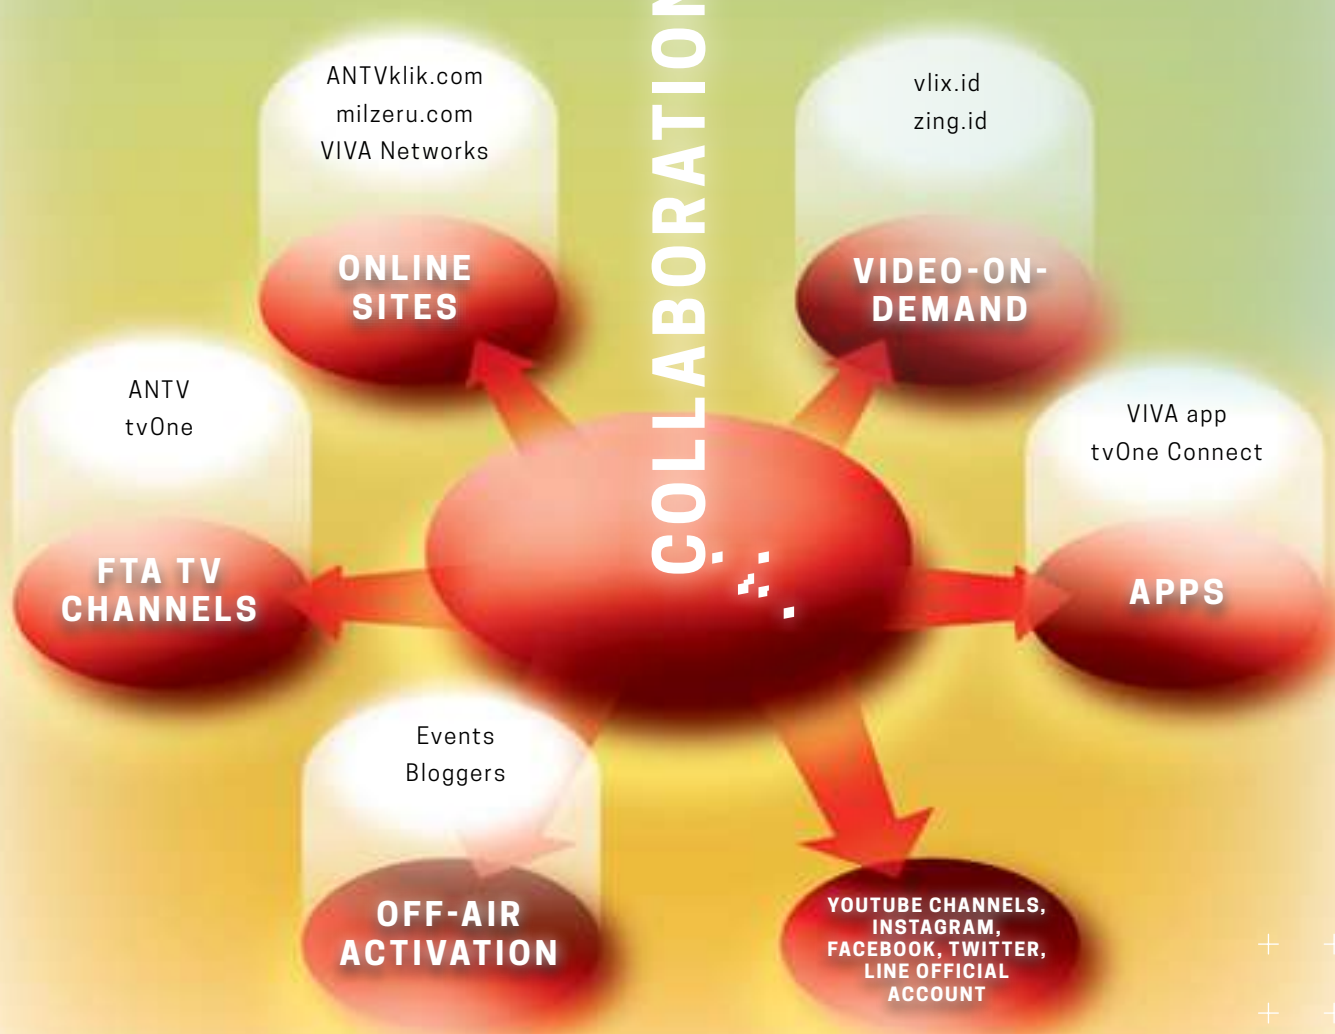 COLLABORATION
ANTVklik.com
milzeru.com
VIVA Networks
ONLINE
SITES
vlix.id
zing.id
VIDEO-ON-
DEMAND
ANTV
tvOne
FTA TV
CHANNELS
VIVA app
tvOne Connect
APPS
Events
Bloggers
OFF-AIR
ACTIVATION
YOUTUBE CHANNELS,
INSTAGRAM,
FACEBOOK, TWITTER,
LINE OFFICIAL
ACCOUNT